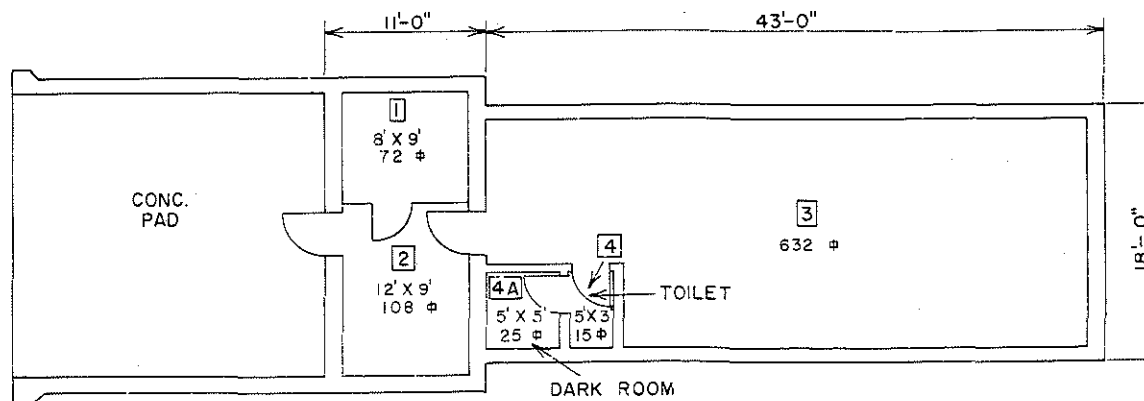 11'-0"
43'-0"
1
8' X 9'
72 ⌽
CONC.
PAD
2
12' X 9'
108 ⌽
3
632 ⌽
18'-0"
4
4A
TOILET
5' X 5'
25 ⌽
5'X3'
15⌽
DARK ROOM